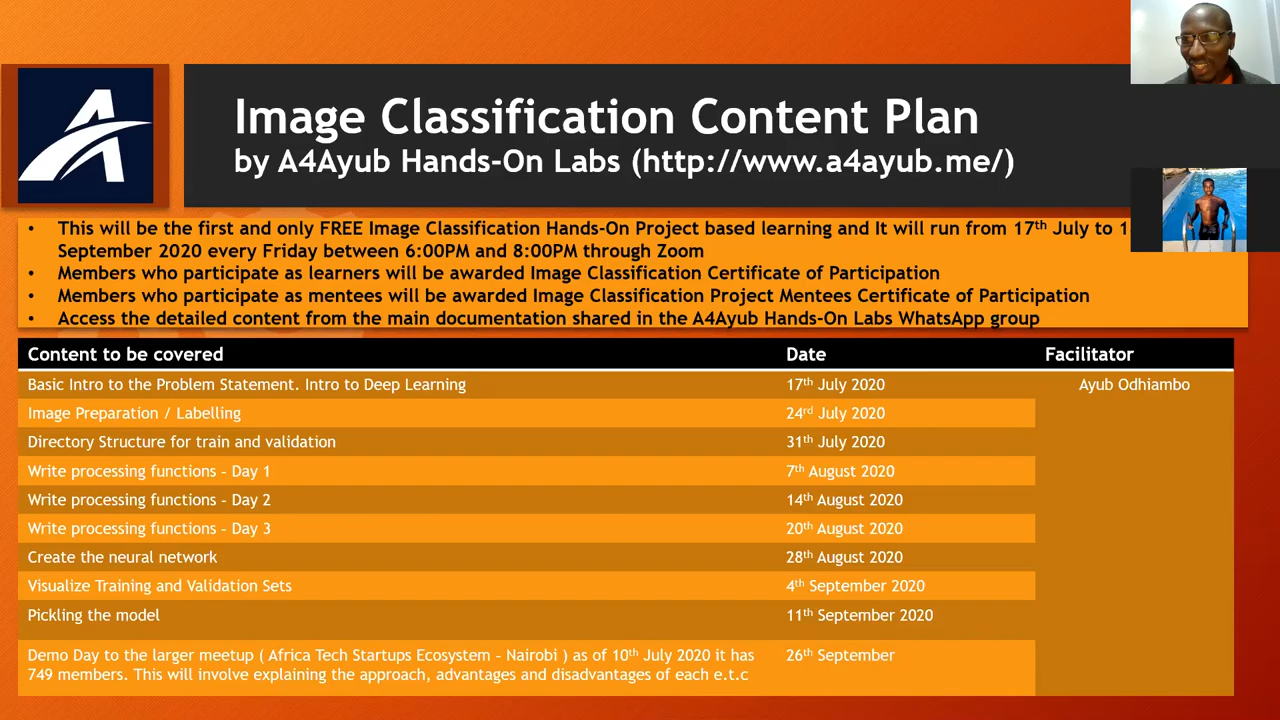 Image Classification Content Plan
by A4Ayub Hands-On Labs (http://www.a4ayub.me/)
• This will be the first and only FREE Image Classification Hands-On Project based learning and It will run from 17th July to
September 2020 every Friday between 6:00PM and 8:00PM through Zoom
• Members who participate as learners will be awarded Image Classification Certificate of Participation
• Members who participate as mentees will be awarded Image Classification Project Mentees Certificate of Participation
• Access the detailed content from the main documentation shared in the A4Ayub Hands-On Labs WhatsApp group
Content to be covered Date Facilitator
Basic Intro to the Problem Statement. Intro to Deep Learning 17th July 2020 Ayub Odhiambo
Image Preparation / Labelling 24rd July 2020
Directory Structure for train and validation 31th July 2020
Write processing functions - Day 1 7th August 2020
Write processing functions - Day 2 14th August 2020
Write processing functions - Day 3 20th August 2020
Create the neural network 28th August 2020
Visualize Training and Validation Sets 4th September 2020
Pickling the model 11th September 2020
Demo Day to the larger meetup ( Africa Tech Startups Ecosystem – Nairobi ) as of 10th July 2020 it has 26th September
749 members. This will involve explaining the approach, advantages and disadvantages of each e.t.c